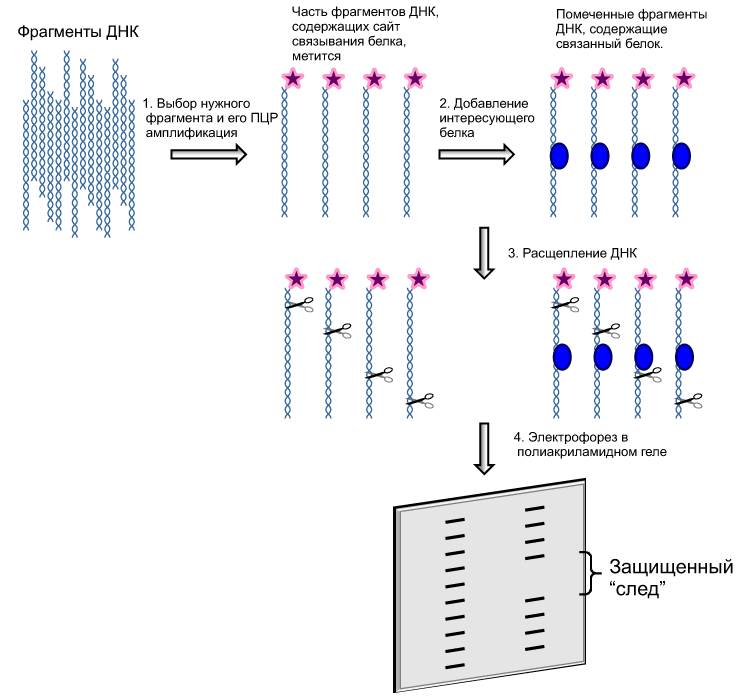 Фрагменты ДНК
Часть фрагментов ДНК,
содержащих сайт
связывания белка,
метится
Помеченные фрагменты
ДНК, содержащие
связанный белок.
1. Выбор нужного
фрагмента и его ПЦР
амплификация
2. Добавление
интересующего
белка
3. Расщепление ДНК
4. Электрофорез в
полиакриламидном геле
Защищенный
“след”